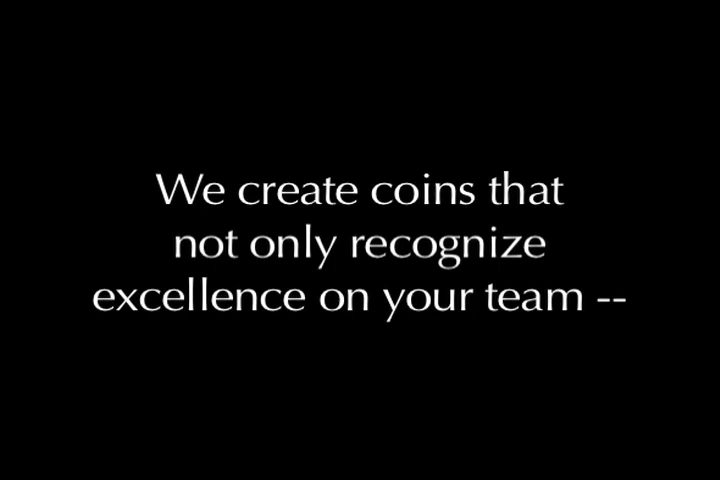 We create coins that
not only recognize
excellence on your team --